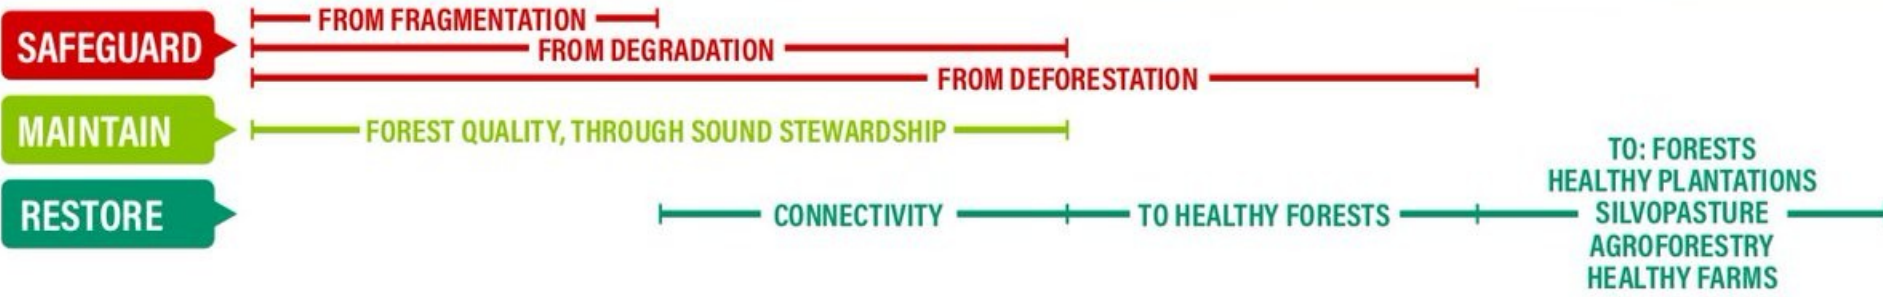 SAFEGUARD
FROM FRAGMENTATION
FROM DEGRADATION
FROM DEFORESTATION
MAINTAIN
FOREST QUALITY, THROUGH SOUND STEWARDSHIP
RESTORE
CONNECTIVITY
TO HEALTHY FORESTS
TO: FORESTS
HEALTHY PLANTATIONS
SILVOPASTURE
AGROFORESTRY
HEALTHY FARMS